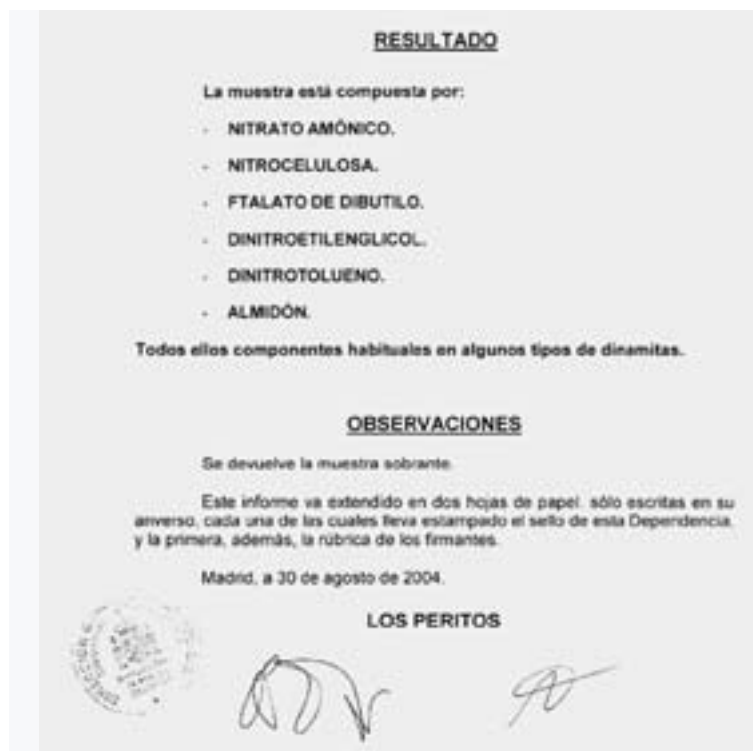 RESULTADO
La muestra está compuesta por:
- NITRATO AMÓNICO.
- NITROCELULOSA.
- FTALATO DE DIBUTILO.
- DINITROETILENGLICOL.
- DINITROTOLUENO.
- ALMIDÓN.
Todos ellos componentes habituales en algunos tipos de dinamitas.
OBSERVACIONES
Se devuelve la muestra sobrante.
Este informe va extendido en dos hojas de papel, sólo escritas en su
anverso, cada una de las cuales lleva estampado el sello de esta Dependencia,
y la primera, además, la rúbrica de los firmantes.
Madrid, a 30 de agosto de 2004.
LOS PERITOS